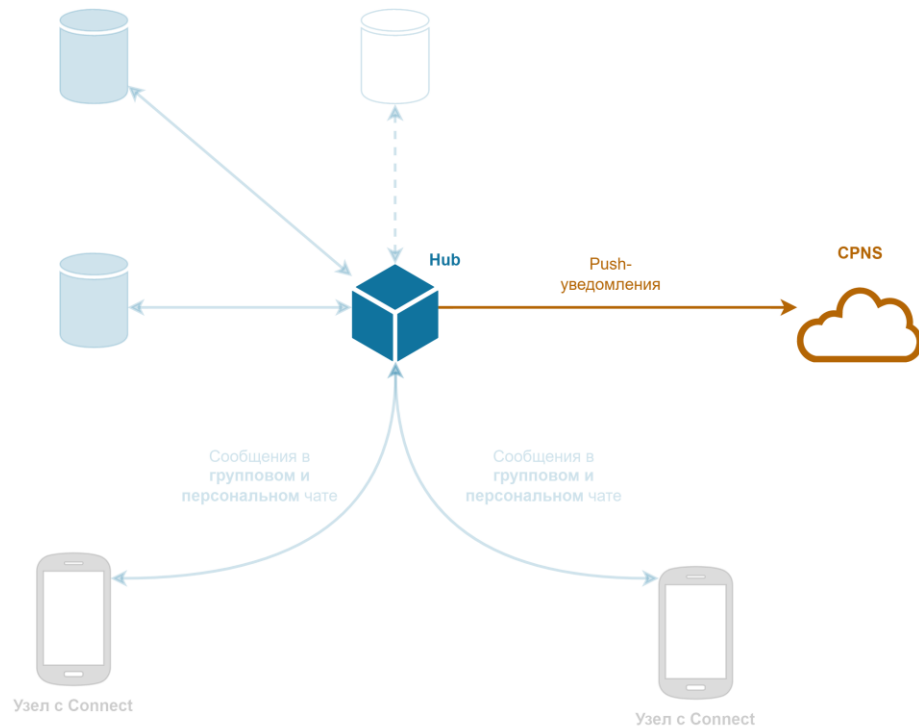 Hub
CPNS
Push-
уведомления
Сообщения в
групповом и
персональном чате
Сообщения в
групповом и
персональном чате
Узел с Connect
Узел с Connect